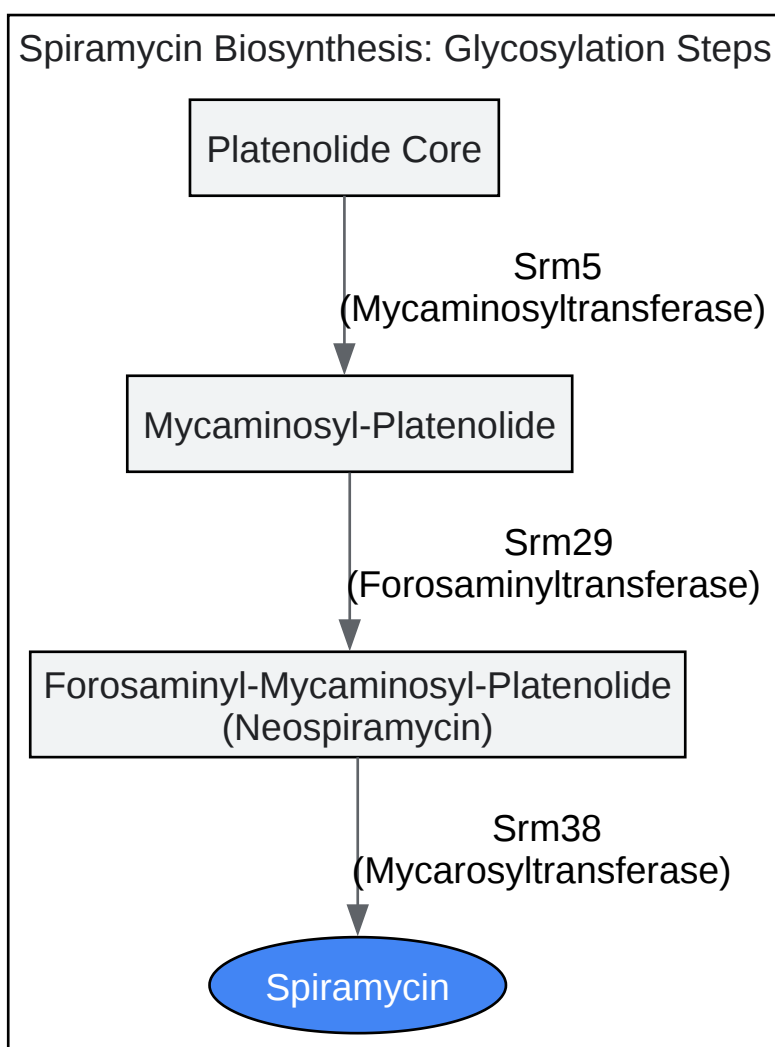 Spiramycin Biosynthesis: Glycosylation Steps
Platenolide Core
Srm5
(Mycaminosyltransferase)
Mycaminosyl-Platenolide
Srm29
(Forosaminyltransferase)
Forosaminyl-Mycaminosyl-Platenolide
(Neospiramycin)
Srm38
(Mycarosyltransferase)
Spiramycin